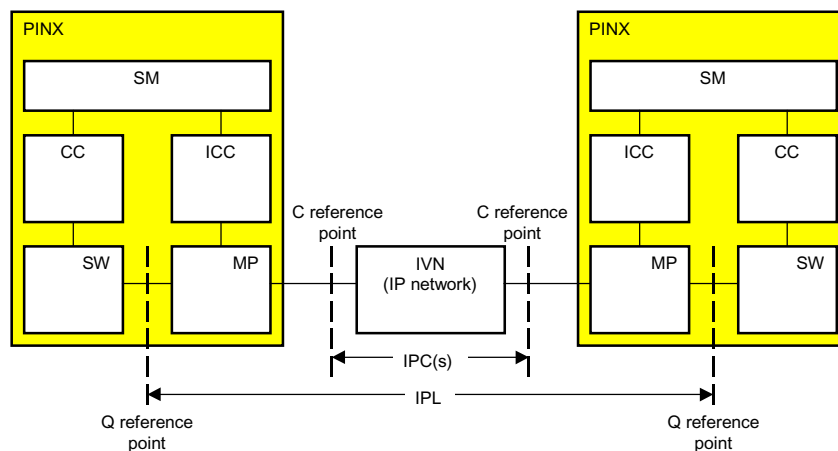 PINX
PINX
SM
SM
CC
ICC
ICC
CC
C reference
point
C reference
point
SW
MP
IVN
(IP network)
MP
SW
IPC(s)
IPL
Q reference
point
Q reference
point